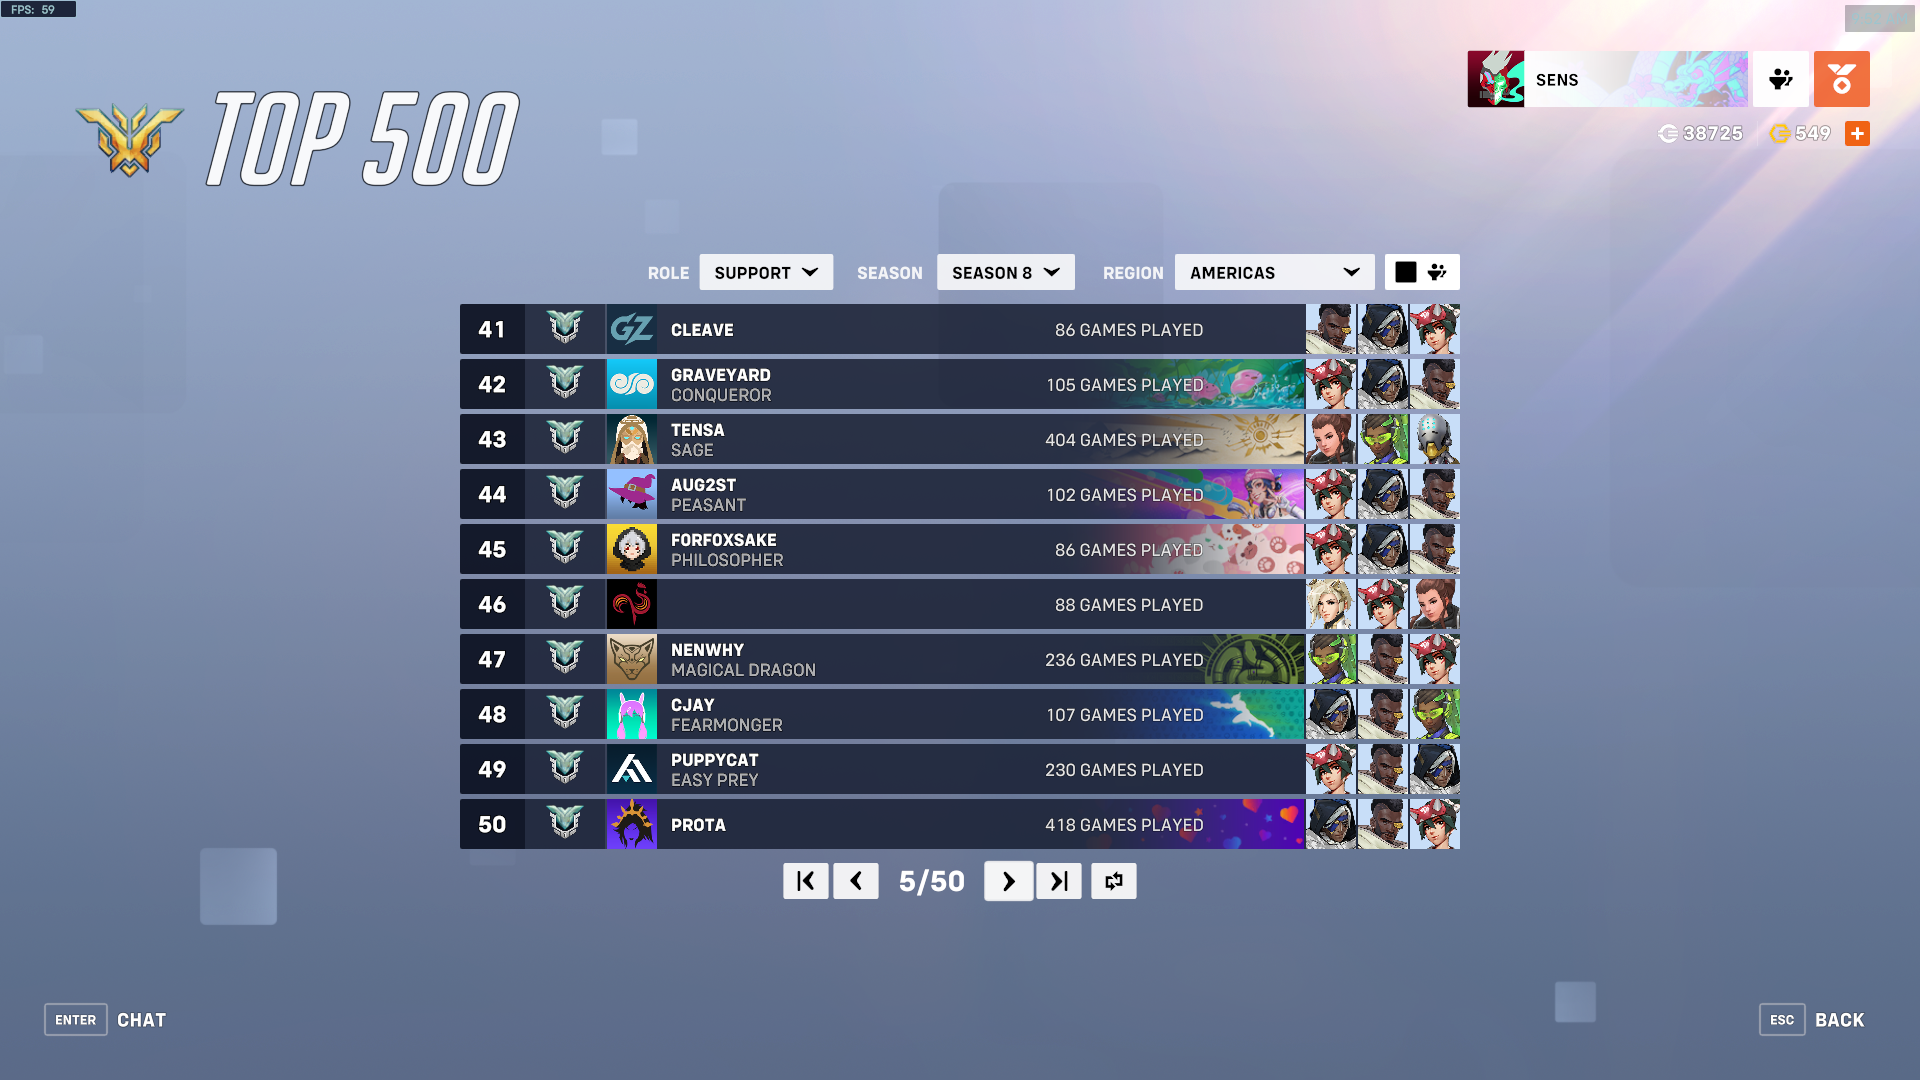 FPS: 59
TOP 500
SENS
38725
549
ROLE
SUPPORT
SEASON
SEASON 8
REGION
AMERICAS
41 GZ CLEAVE 86 GAMES PLAYED
42 GRAVEYARD 105 GAMES PLAYED
CONQUEROR
43 TENSA 404 GAMES PLAYED
SAGE
44 AUG2ST 102 GAMES PLAYED
PEASANT
45 FORFOXSAKE 86 GAMES PLAYED
PHILOSOPHER
46 88 GAMES PLAYED
47 NENWHY 236 GAMES PLAYED
MAGICAL DRAGON
48 CJAY 107 GAMES PLAYED
FEARMONGER
49 PUPPYCAT 230 GAMES PLAYED
EASY PREY
50 PROTA 418 GAMES PLAYED
5/50
ENTER CHAT
ESC BACK